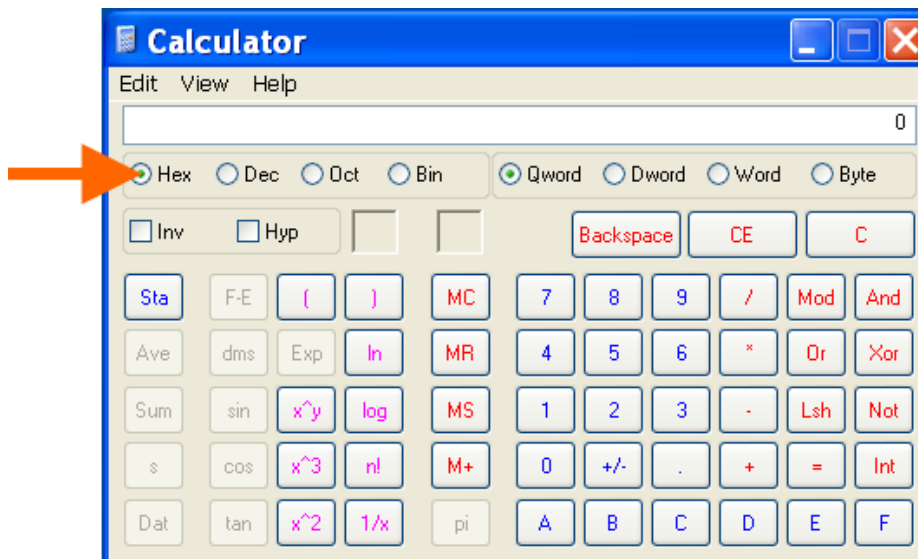 Calculator
Edit View Help
0
Hex Dec Oct Bin Qword Dword Word Byte
Inv Hyp Backspace CE C
Sta F-E ( ) MC 7 8 9 / Mod And
Ave dms Exp ln MR 4 5 6 * Or Xor
Sum sin x^y log MS 1 2 3 - Lsh Not
s cos x^3 n! M+ 0 +/- . + = Int
Dat tan x^2 1/x pi A B C D E F